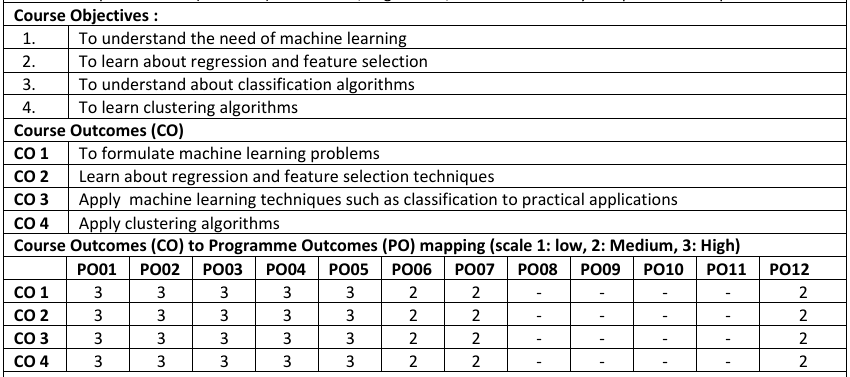 Course Objectives :
1. To understand the need of machine learning
2. To learn about regression and feature selection
3. To understand about classification algorithms
4. To learn clustering algorithms
Course Outcomes (CO)
CO 1 To formulate machine learning problems
CO 2 Learn about regression and feature selection techniques
CO 3 Apply machine learning techniques such as classification to practical applications
CO 4 Apply clustering algorithms
Course Outcomes (CO) to Programme Outcomes (PO) mapping (scale 1: low, 2: Medium, 3: High)
PO01 PO02 PO03 PO04 PO05 PO06 PO07 PO08 PO09 PO10 PO11 PO12
CO 1 3 3 3 3 3 2 2 - - - - 2
CO 2 3 3 3 3 3 2 2 - - - - 2
CO 3 3 3 3 3 3 2 2 - - - - 2
CO 4 3 3 3 3 3 2 2 - - - - 2